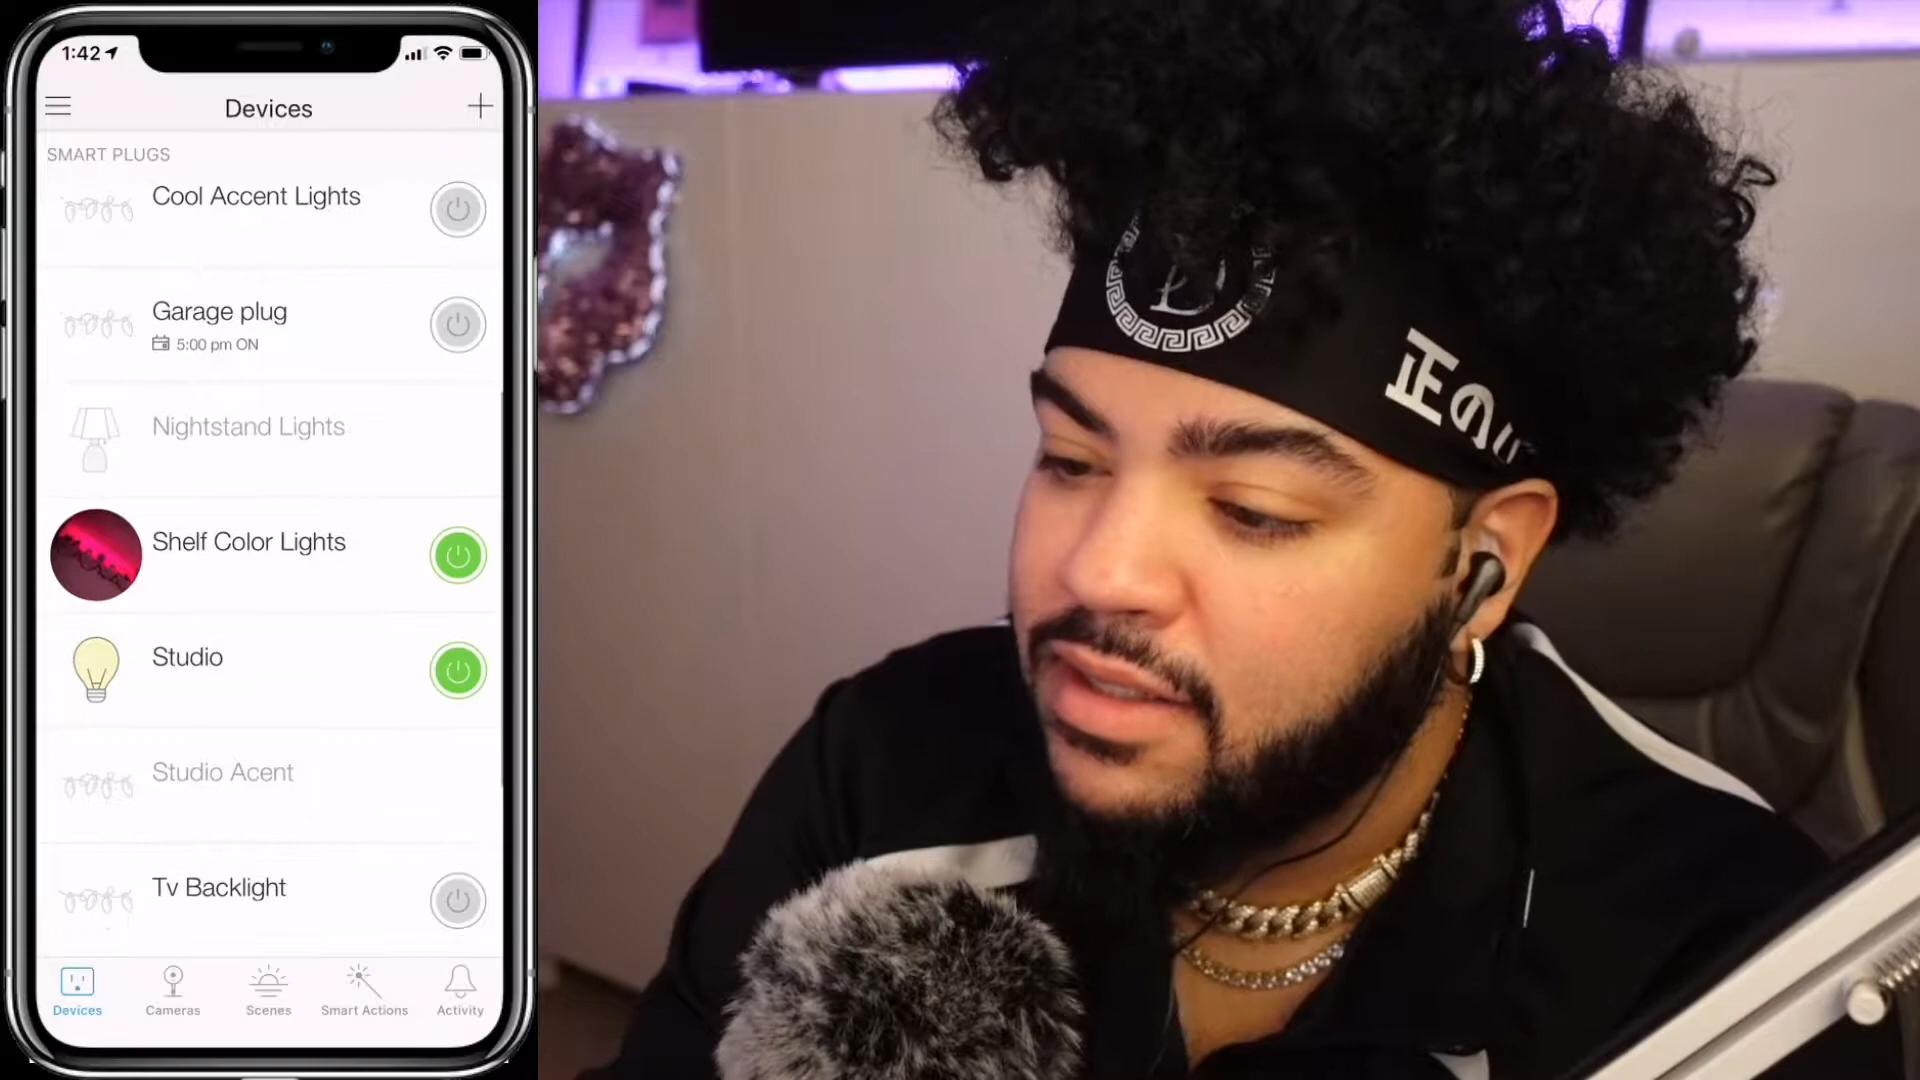 1:42
Devices
SMART PLUGS
Cool Accent Lights
Garage plug
5:00 pm ON
Nightstand Lights
Shelf Color Lights
Studio
Studio Acent
Tv Backlight
Devices
Cameras
Scenes
Smart Actions
Activity